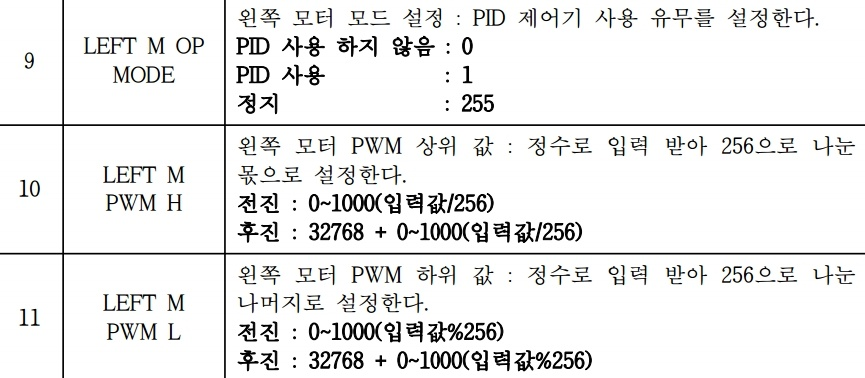 9
LEFT M OP
MODE
왼쪽 모터 모드 설정 : PID 제어기 사용 유무를 설정한다.
PID 사용 하지 않음 : 0
PID 사용 : 1
정지 : 255
10
LEFT M
PWM H
왼쪽 모터 PWM 상위 값 : 정수로 입력 받아 256으로 나눈
몫으로 설정한다.
전진 : 0~1000(입력값/256)
후진 : 32768 + 0~1000(입력값/256)
11
LEFT M
PWM L
왼쪽 모터 PWM 하위 값 : 정수로 입력 받아 256으로 나눈
나머지로 설정한다.
전진 : 0~1000(입력값%256)
후진 : 32768 + 0~1000(입력값%256)